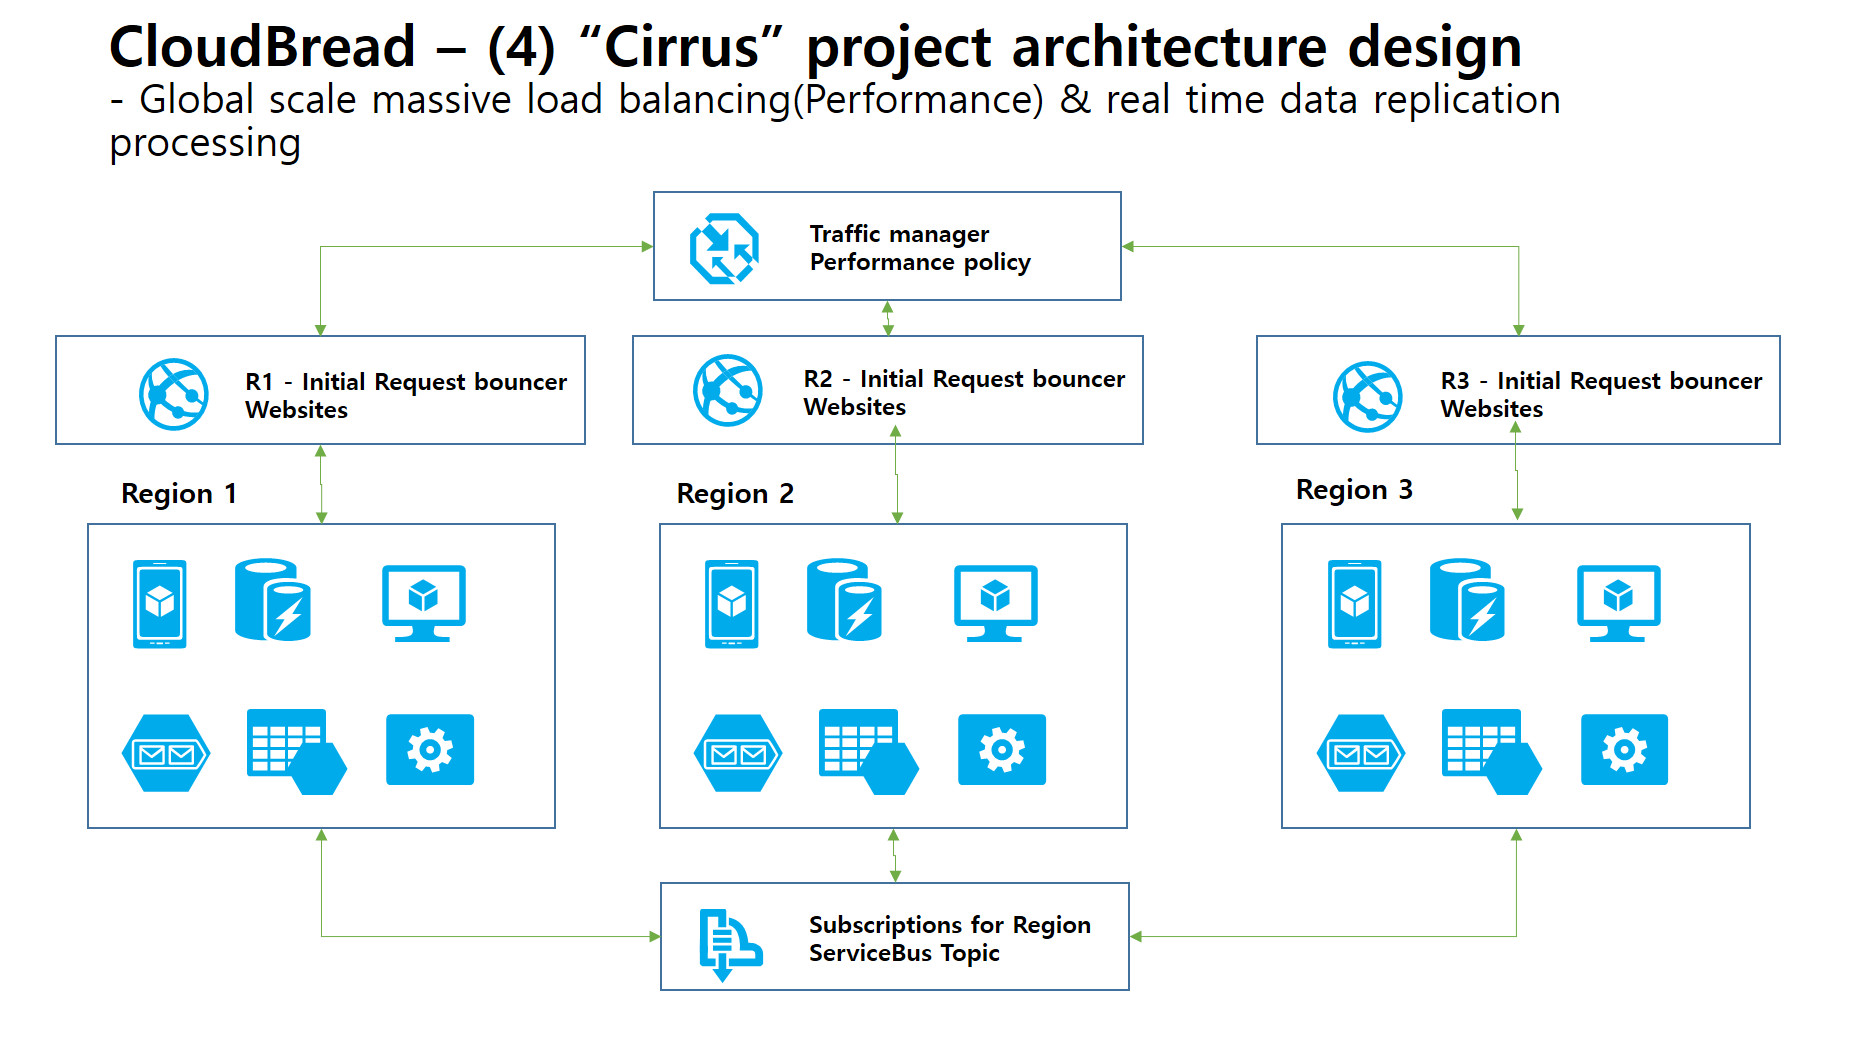 CloudBread – (4) “Cirrus” project architecture design
- Global scale massive load balancing(Performance) & real time data replication
processing
Traffic manager
Performance policy
R1 - Initial Request bouncer
Websites
R2 - Initial Request bouncer
Websites
R3 - Initial Request bouncer
Websites
Region 1
Region 2
Region 3
Subscriptions for Region
ServiceBus Topic